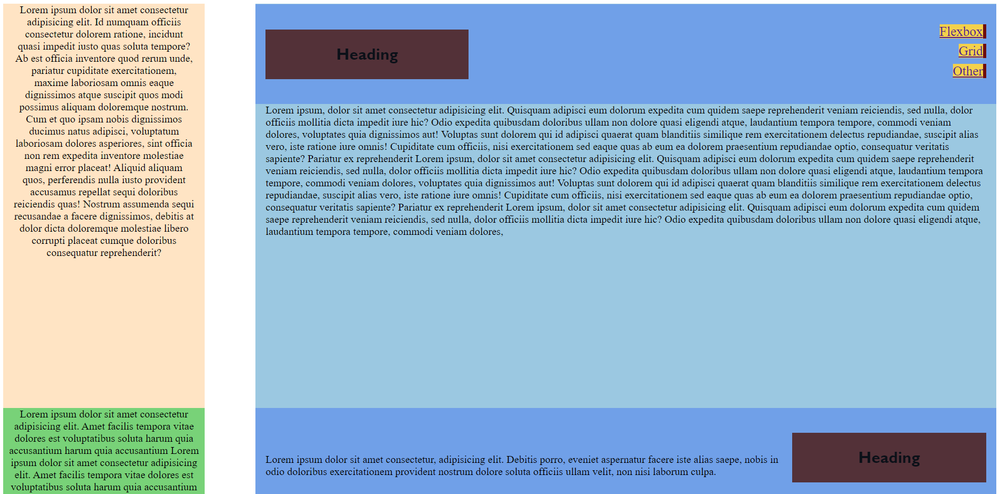 Lorem ipsum dolor sit amet consectetur
adipisicing elit. Id numquam officiis
consectetur dolorem ratione, incidunt
quasi impedit iusto quas soluta tempore?
Ab est officia inventore quod rerum unde,
pariatur cupiditate exercitationem,
maxime laboriosam omnis eaque
dignissimos atque suscipit quos modi
possimus aliquam doloremque nostrum.
Cum et quo ipsam nobis dignissimos
ducimus natus adipisci, voluptatum
laboriosam dolores asperiores, sint officia
non rem expedita inventore molestiae
magni error placeat! Aliquid aliquam
quos, perferendis nulla iusto provident
accusamus repellat sequi doloribus
reiciendis quas! Nostrum assumenda sequi
recusandae a facere dignissimos, debitis at
dolor dicta doloremque molestiae libero
corrupti placeat cumque doloribus
consequatur reprehenderit?
Lorem ipsum dolor sit amet consectetur
adipisicing elit. Amet facilis tempora vitae
dolores est voluptatibus soluta harum quia
accusantium harum quia accusantium Lorem
ipsum dolor sit amet consectetur adipisicing
elit. Amet facilis tempora vitae dolores est
voluptatibus soluta harum quia accusantium
Heading
Flexbox
Grid
Other
Lorem ipsum, dolor sit amet consectetur adipisicing elit. Quisquam adipisci eum dolorum expedita cum quidem saepe reprehenderit veniam reiciendis, sed nulla, dolor
officiis mollitia dicta impedit iure hic? Odio expedita quibusdam doloribus ullam non dolore quasi eligendi atque, laudantium tempora tempore, commodi veniam
dolores, voluptates quia dignissimos aut! Voluptas sunt dolorem qui id adipisci quaerat quam blanditiis similique rem exercitationem delectus repudiandae, suscipit alias
vero, iste ratione iure omnis! Cupiditate cum officiis, nisi exercitationem sed eaque quas ab eum ea dolorem praesentium repudiandae optio, consequatur veritatis
sapiente? Pariatur ex reprehenderit Lorem ipsum, dolor sit amet consectetur adipisicing elit. Quisquam adipisci eum dolorum expedita cum quidem saepe reprehenderit
veniam reiciendis, sed nulla, dolor officiis mollitia dicta impedit iure hic? Odio expedita quibusdam doloribus ullam non dolore quasi eligendi atque, laudantium tempora
tempore, commodi veniam dolores, voluptates quia dignissimos aut! Voluptas sunt dolorem qui id adipisci quaerat quam blanditiis similique rem exercitationem delectus
repudiandae, suscipit alias vero, iste ratione iure omnis! Cupiditate cum officiis, nisi exercitationem sed eaque quas ab eum ea dolorem praesentium repudiandae optio,
consequatur veritatis sapiente? Pariatur ex reprehenderit Lorem ipsum, dolor sit amet consectetur adipisicing elit. Quisquam adipisci eum dolorum expedita cum quidem
saepe reprehenderit veniam reiciendis, sed nulla, dolor officiis mollitia dicta impedit iure hic? Odio expedita quibusdam doloribus ullam non dolore quasi eligendi atque,
laudantium tempora tempore, commodi veniam dolores,
Lorem ipsum dolor sit amet consectetur, adipisicing elit. Debitis porro, eveniet aspernatur facere iste alias saepe, nobis in
odio doloribus exercitationem provident nostrum dolore soluta officiis ullam velit, non nisi laborum culpa.
Heading